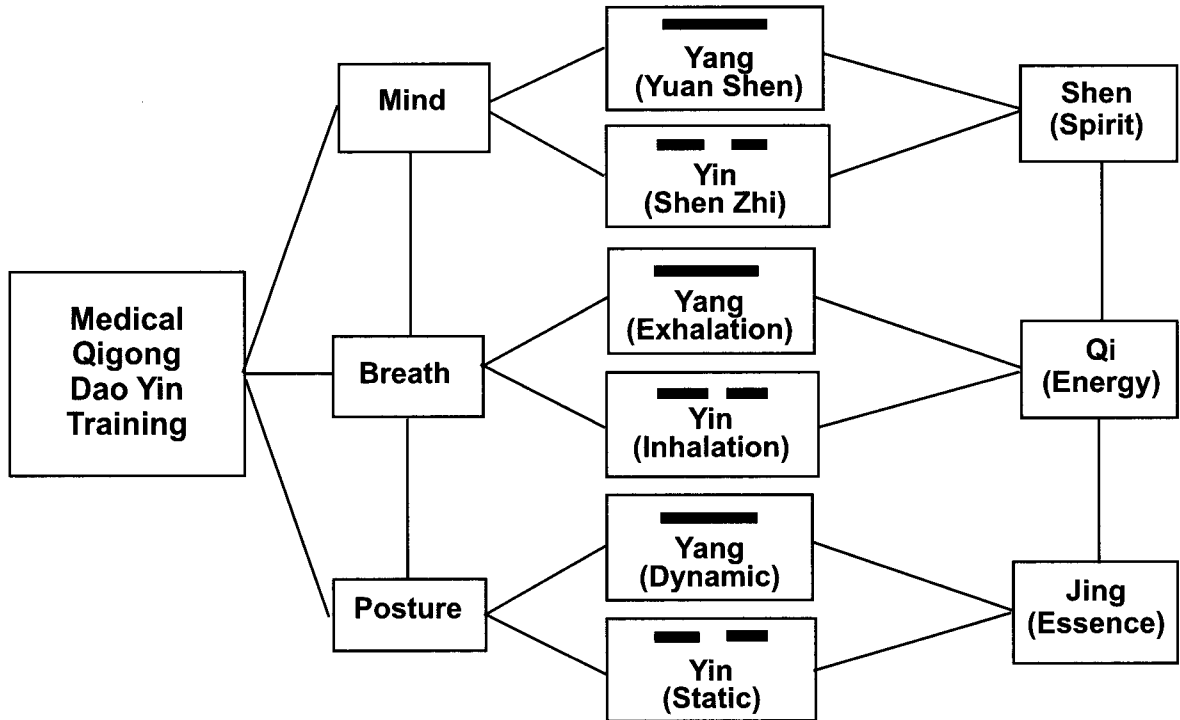 Medical
Qigong
Dao Yin
Training
Mind
Breath
Posture
Yang
(Yuan Shen)
Yin
(Shen Zhi)
Yang
(Exhalation)
Yin
(Inhalation)
Yang
(Dynamic)
Yin
(Static)
Shen
(Spirit)
Qi
(Energy)
Jing
(Essence)